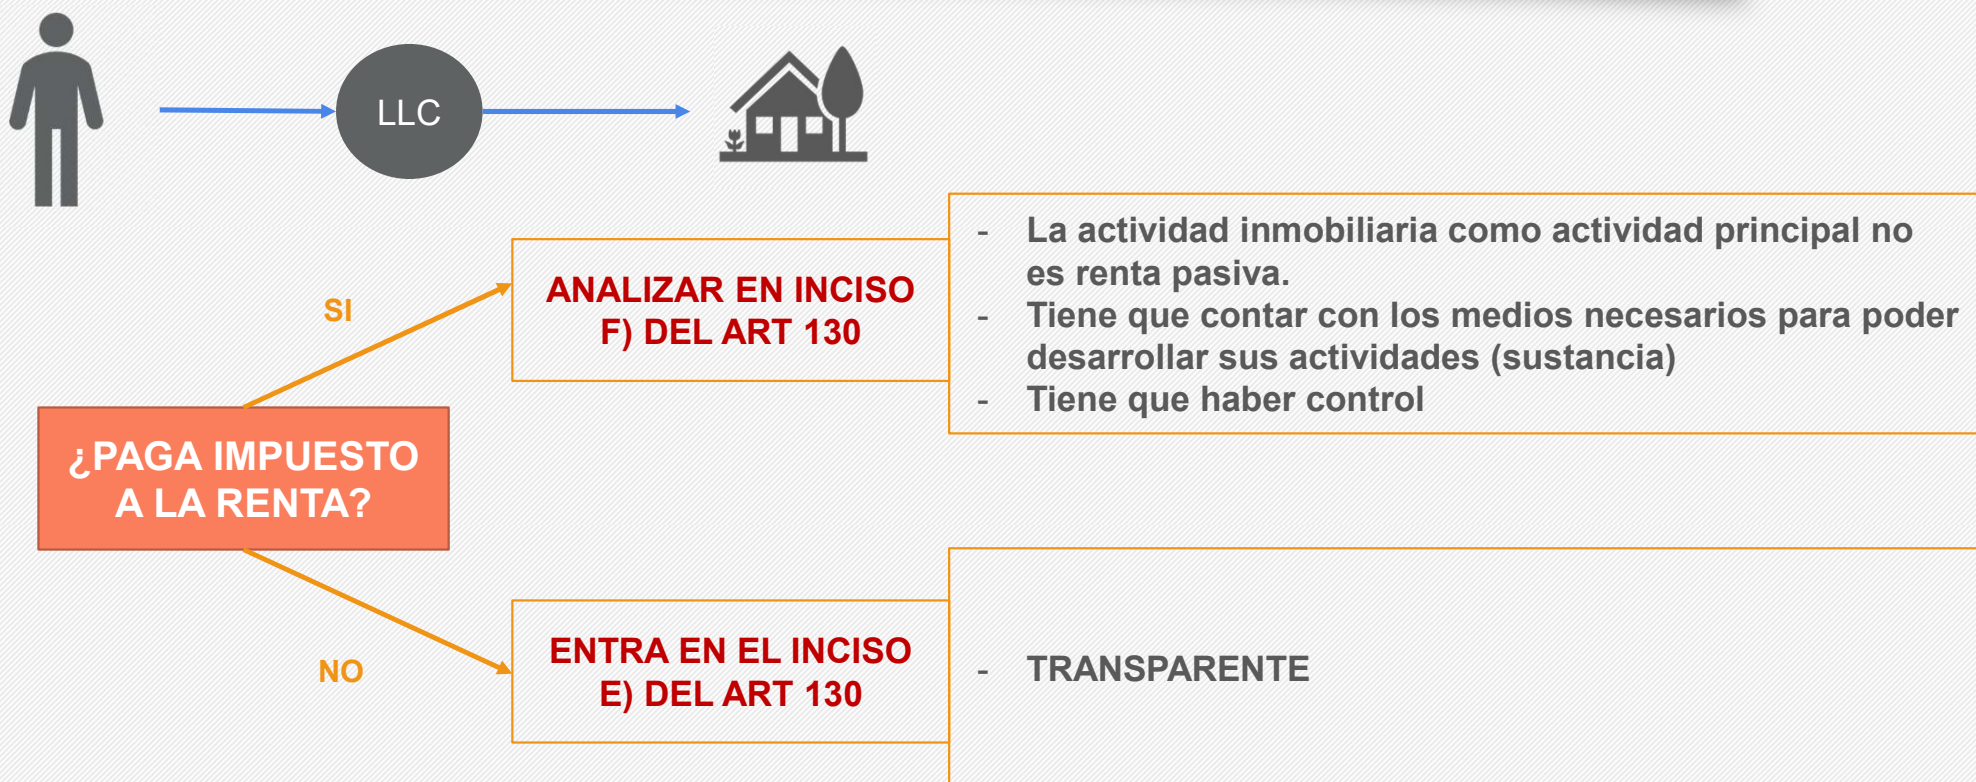 LLC
- La actividad inmobiliaria como actividad principal no
es renta pasiva.
- Tiene que contar con los medios necesarios para poder
desarrollar sus actividades (sustancia)
- Tiene que haber control
ANALIZAR EN INCISO
F) DEL ART 130
SI
¿PAGA IMPUESTO
A LA RENTA?
NO
ENTRA EN EL INCISO
E) DEL ART 130
- TRANSPARENTE